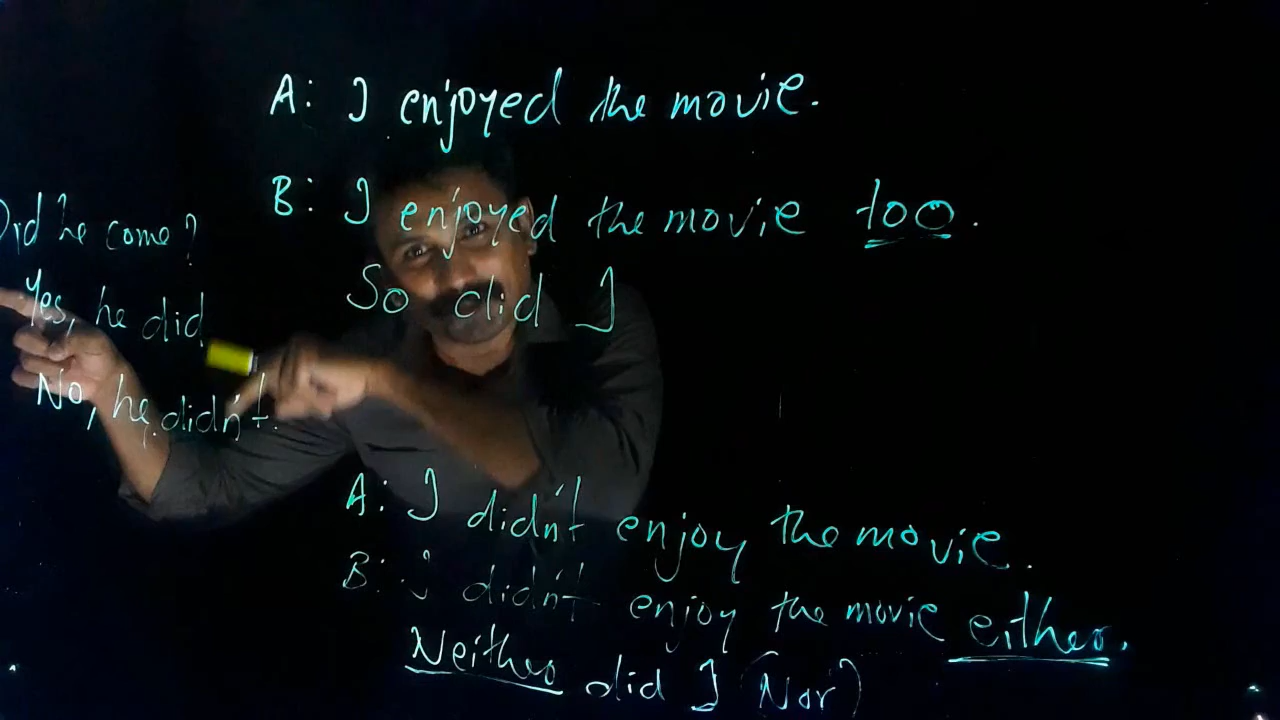 A: I enjoyed the movie.
B: I enjoyed the movie too.
So did I
Did he come?
Yes, he did
No, he didn't.
A: I didn't enjoy the movie.
B: I didn't enjoy the movie either.
Neither did I (Nor)